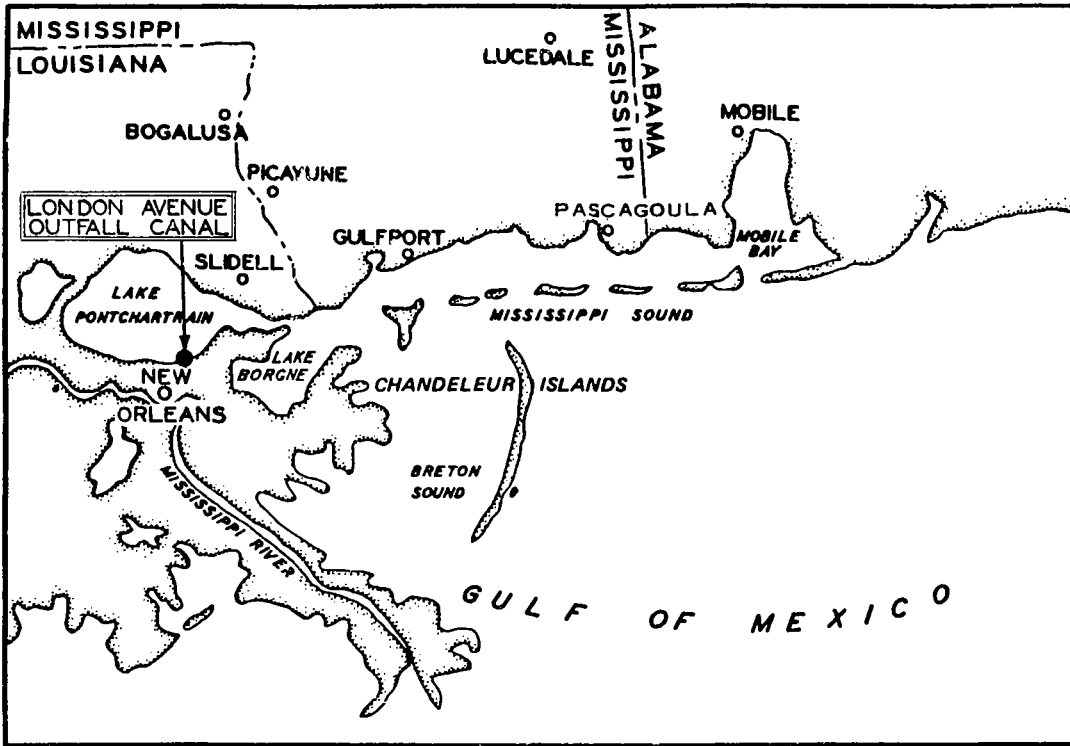 MISSISSIPPI
LOUISIANA
LUCEDALE
ALABAMA
MISSISSIPPI
MOBILE
BOGALUSA
PICAYUNE
LONDON AVENUE
OUTFALL CANAL
PASCAGOULA
GULFPORT
MOBILE
BAY
SLIDELL
LAKE
PONTCHARTRAIN
MISSISSIPPI SOUND
LAKE
BORGNE
NEW
ORLEANS
CHANDELEUR ISLANDS
BRETON
SOUND
MISSISSIPPI RIVER
GULF OF MEXICO